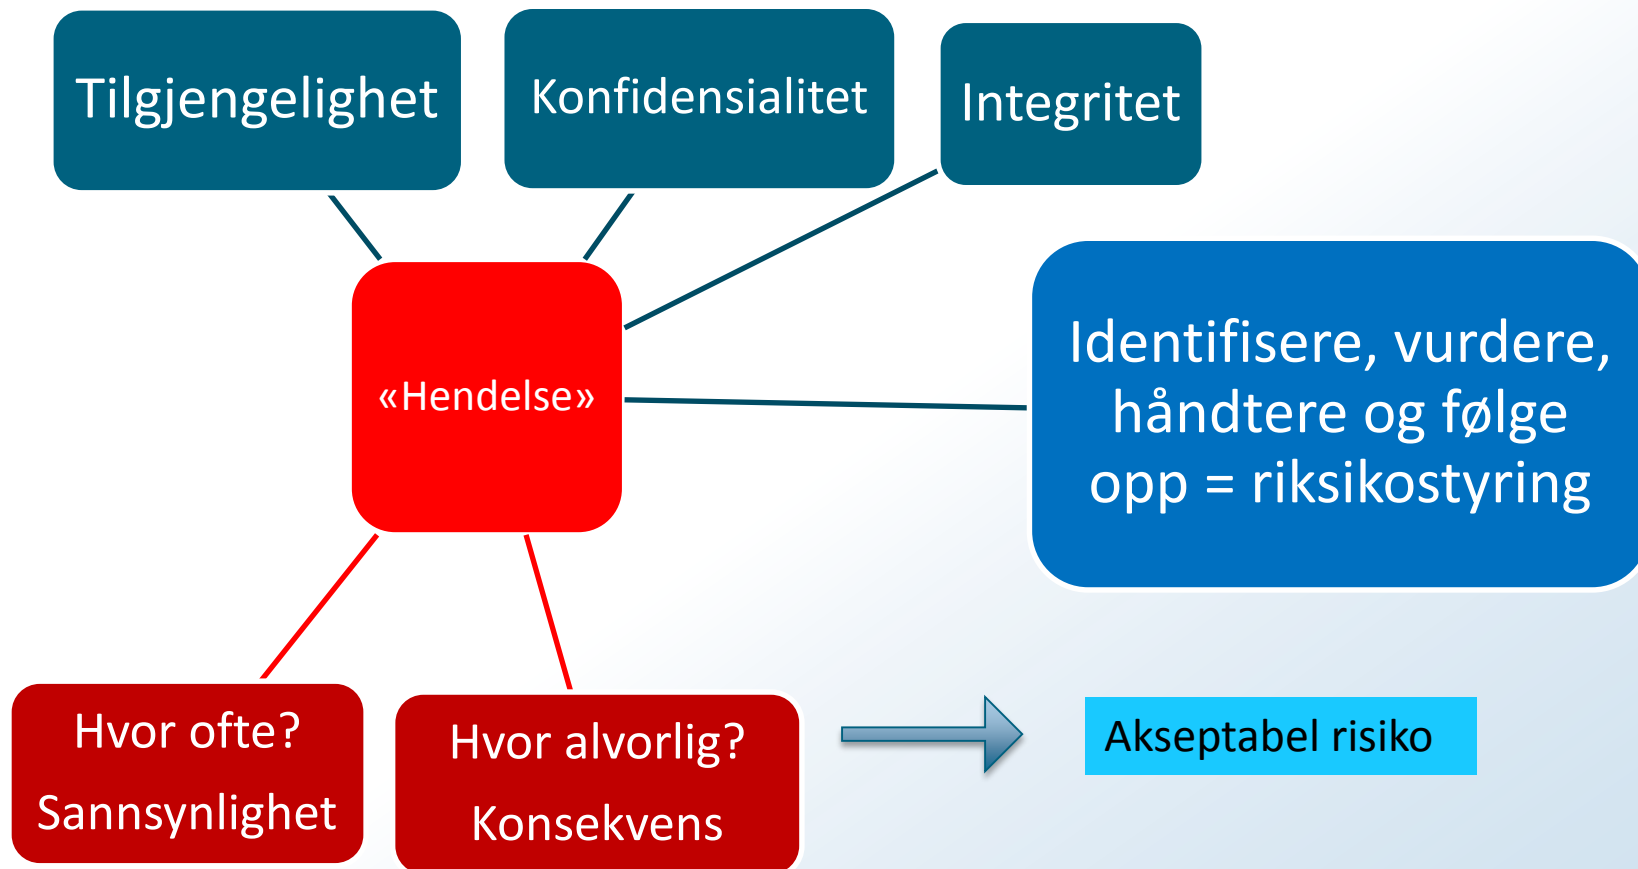 Tilgjengelighet
Konfidensialitet
Integritet
«Hendelse»
Identifisere, vurdere,
håndtere og følge
opp = riksikostyring
Hvor ofte?
Sannsynlighet
Hvor alvorlig?
Konsekvens
Akseptabel risiko